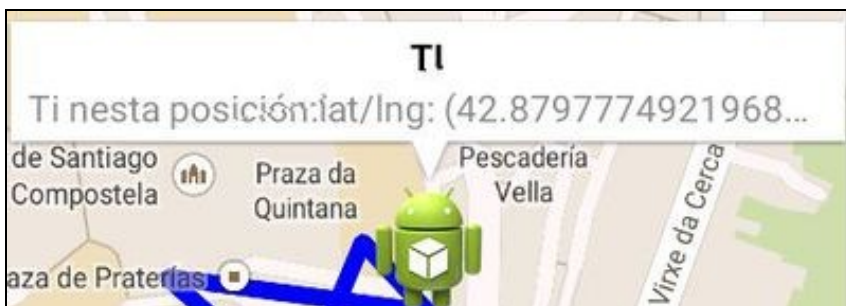 TI
Ti nesta posición:lat/lng: (42.8797774921968...
de Santiago
Compostela
Praza da
Quintana
Pescadería
Vella
Virxe da Cerca
aza de Praterías